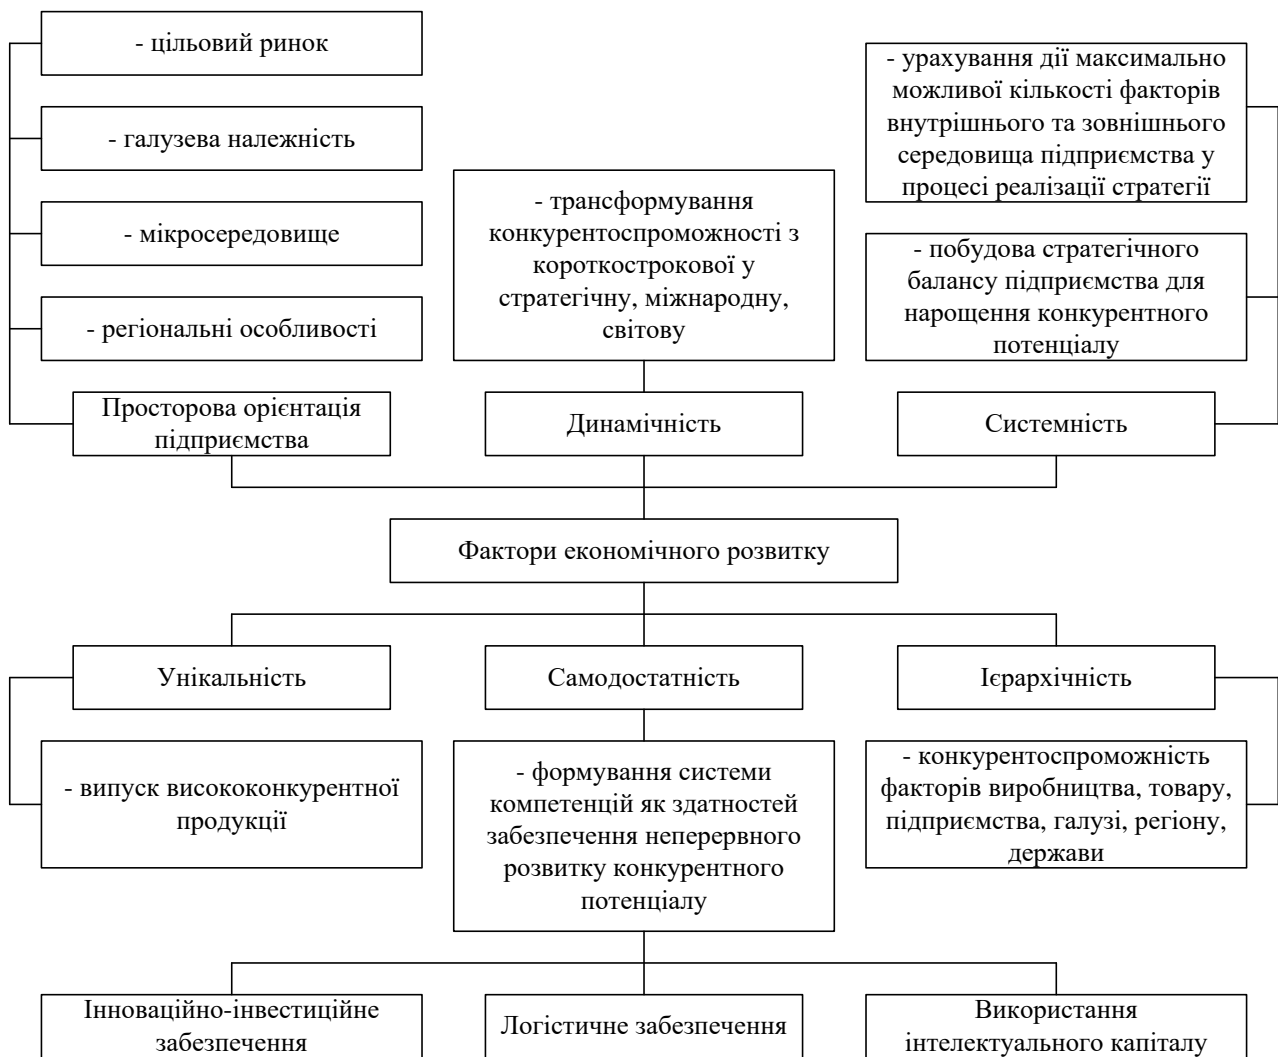 - цільовий ринок
- галузева належність
- мікросередовище
- регіональні особливості
Просторова орієнтація
підприємства
- трансформування
конкурентоспроможності з
короткострокової у
стратегічну, міжнародну,
світову
Динамічність
- урахування дії максимально
можливої кількості факторів
внутрішнього та зовнішнього
середовища підприємства у
процесі реалізації стратегії
- побудова стратегічного
балансу підприємства для
нарощення конкурентного
потенціалу
Системність
Фактори економічного розвитку
Унікальність
- випуск висококонкурентної
продукції
Самодостатність
- формування системи
компетенцій як здатностей
забезпечення неперервного
розвитку конкурентного
потенціалу
Ієрархічність
- конкурентоспроможність
факторів виробництва, товару,
підприємства, галузі, регіону,
держави
Інноваційно-інвестиційне
забезпечення
Логістичне забезпечення
Використання
інтелектуального капіталу